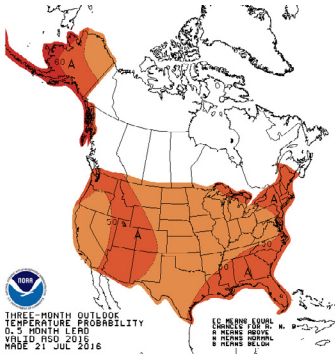 60
A
50
A
A
50
50
A
NOAA
THREE-MONTH OUTLOOK
TEMPERATURE PROBABILITY
0.5 MONTH LEAD
VALID ASO 2016
MADE 21 JUL 2016
EC MEANS EQUAL
CHANCES FOR A, N, B
A MEANS ABOVE
N MEANS NORMAL
B MEANS BELOW